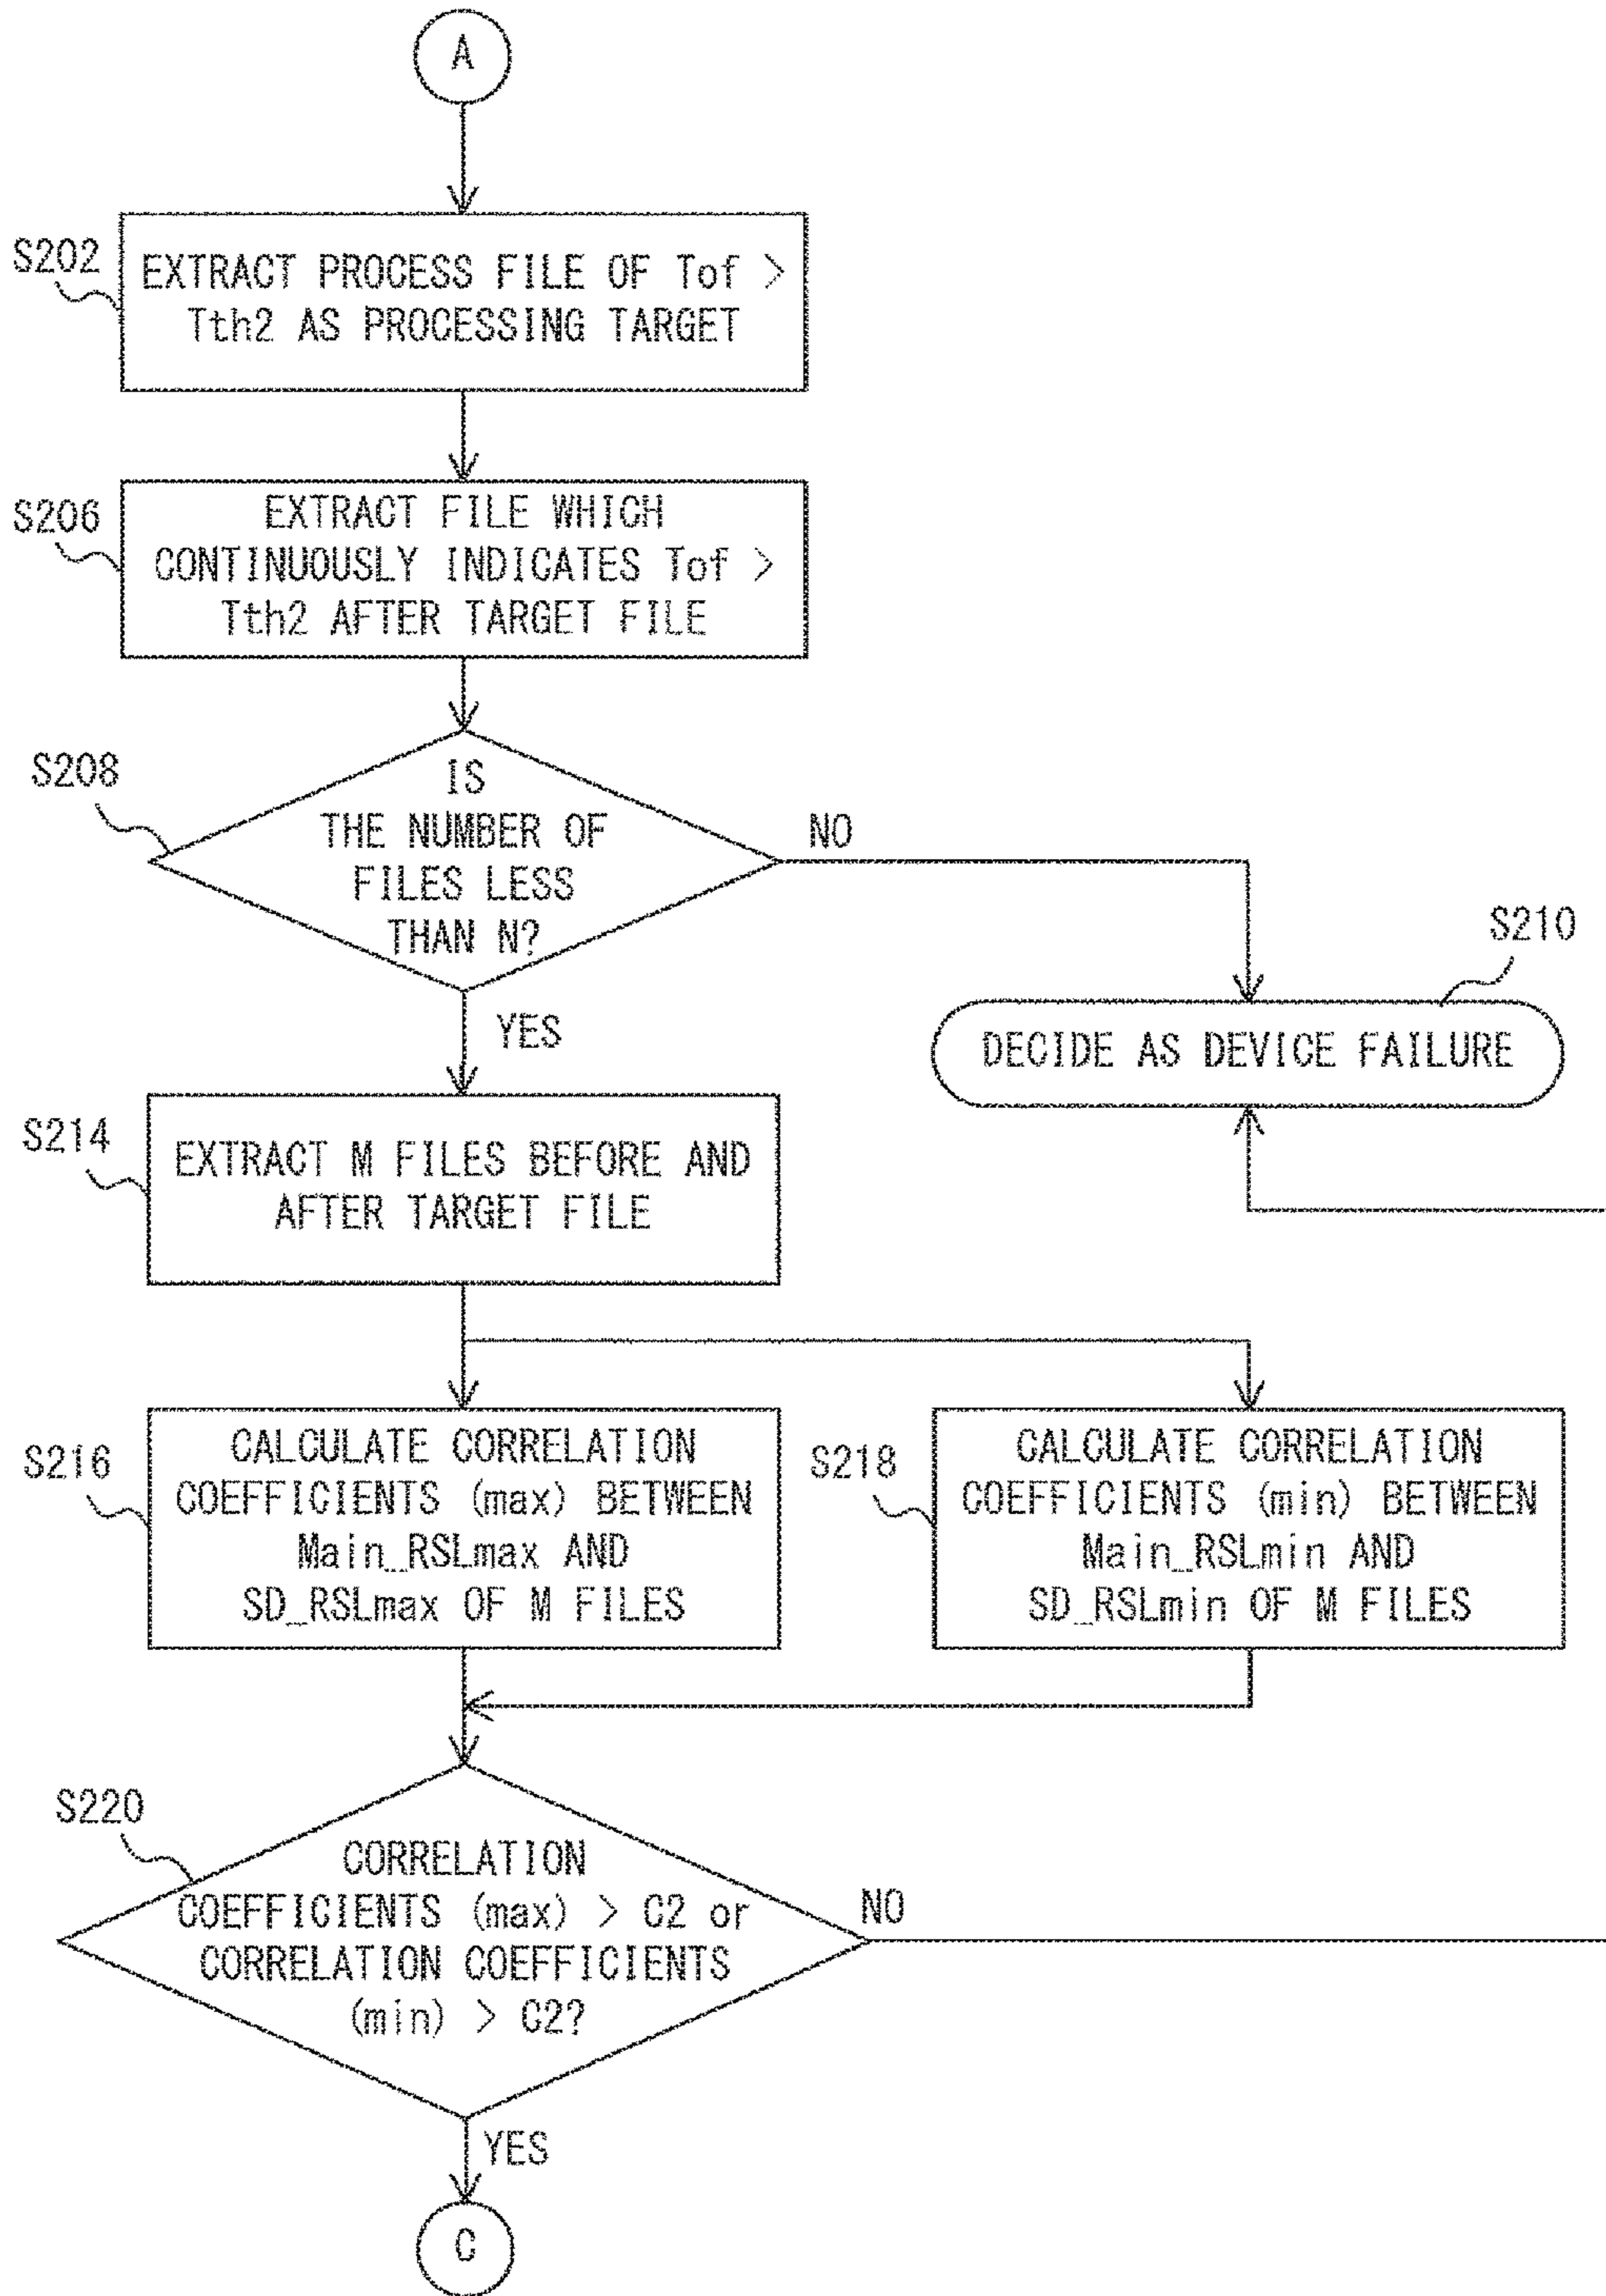 A
S202
EXTRACT PROCESS FILE OF Tof >
Tth2 AS PROCESSING TARGET
S206
EXTRACT FILE WHICH
CONTINUOUSLY INDICATES Tof >
Tth2 AFTER TARGET FILE
S208
IS
THE NUMBER OF
FILES LESS
THAN N?
NO
YES
S210
DECIDE AS DEVICE FAILURE
S214
EXTRACT M FILES BEFORE AND
AFTER TARGET FILE
S216
CALCULATE CORRELATION
COEFFICIENTS (max) BETWEEN
Main_RSLmax AND
SD_RSLmax OF M FILES
S218
CALCULATE CORRELATION
COEFFICIENTS (min) BETWEEN
Main_RSLmin AND
SD_RSLmin OF M FILES
S220
CORRELATION
COEFFICIENTS (max) > C2 or
CORRELATION COEFFICIENTS
(min) > C2?
NO
YES
C